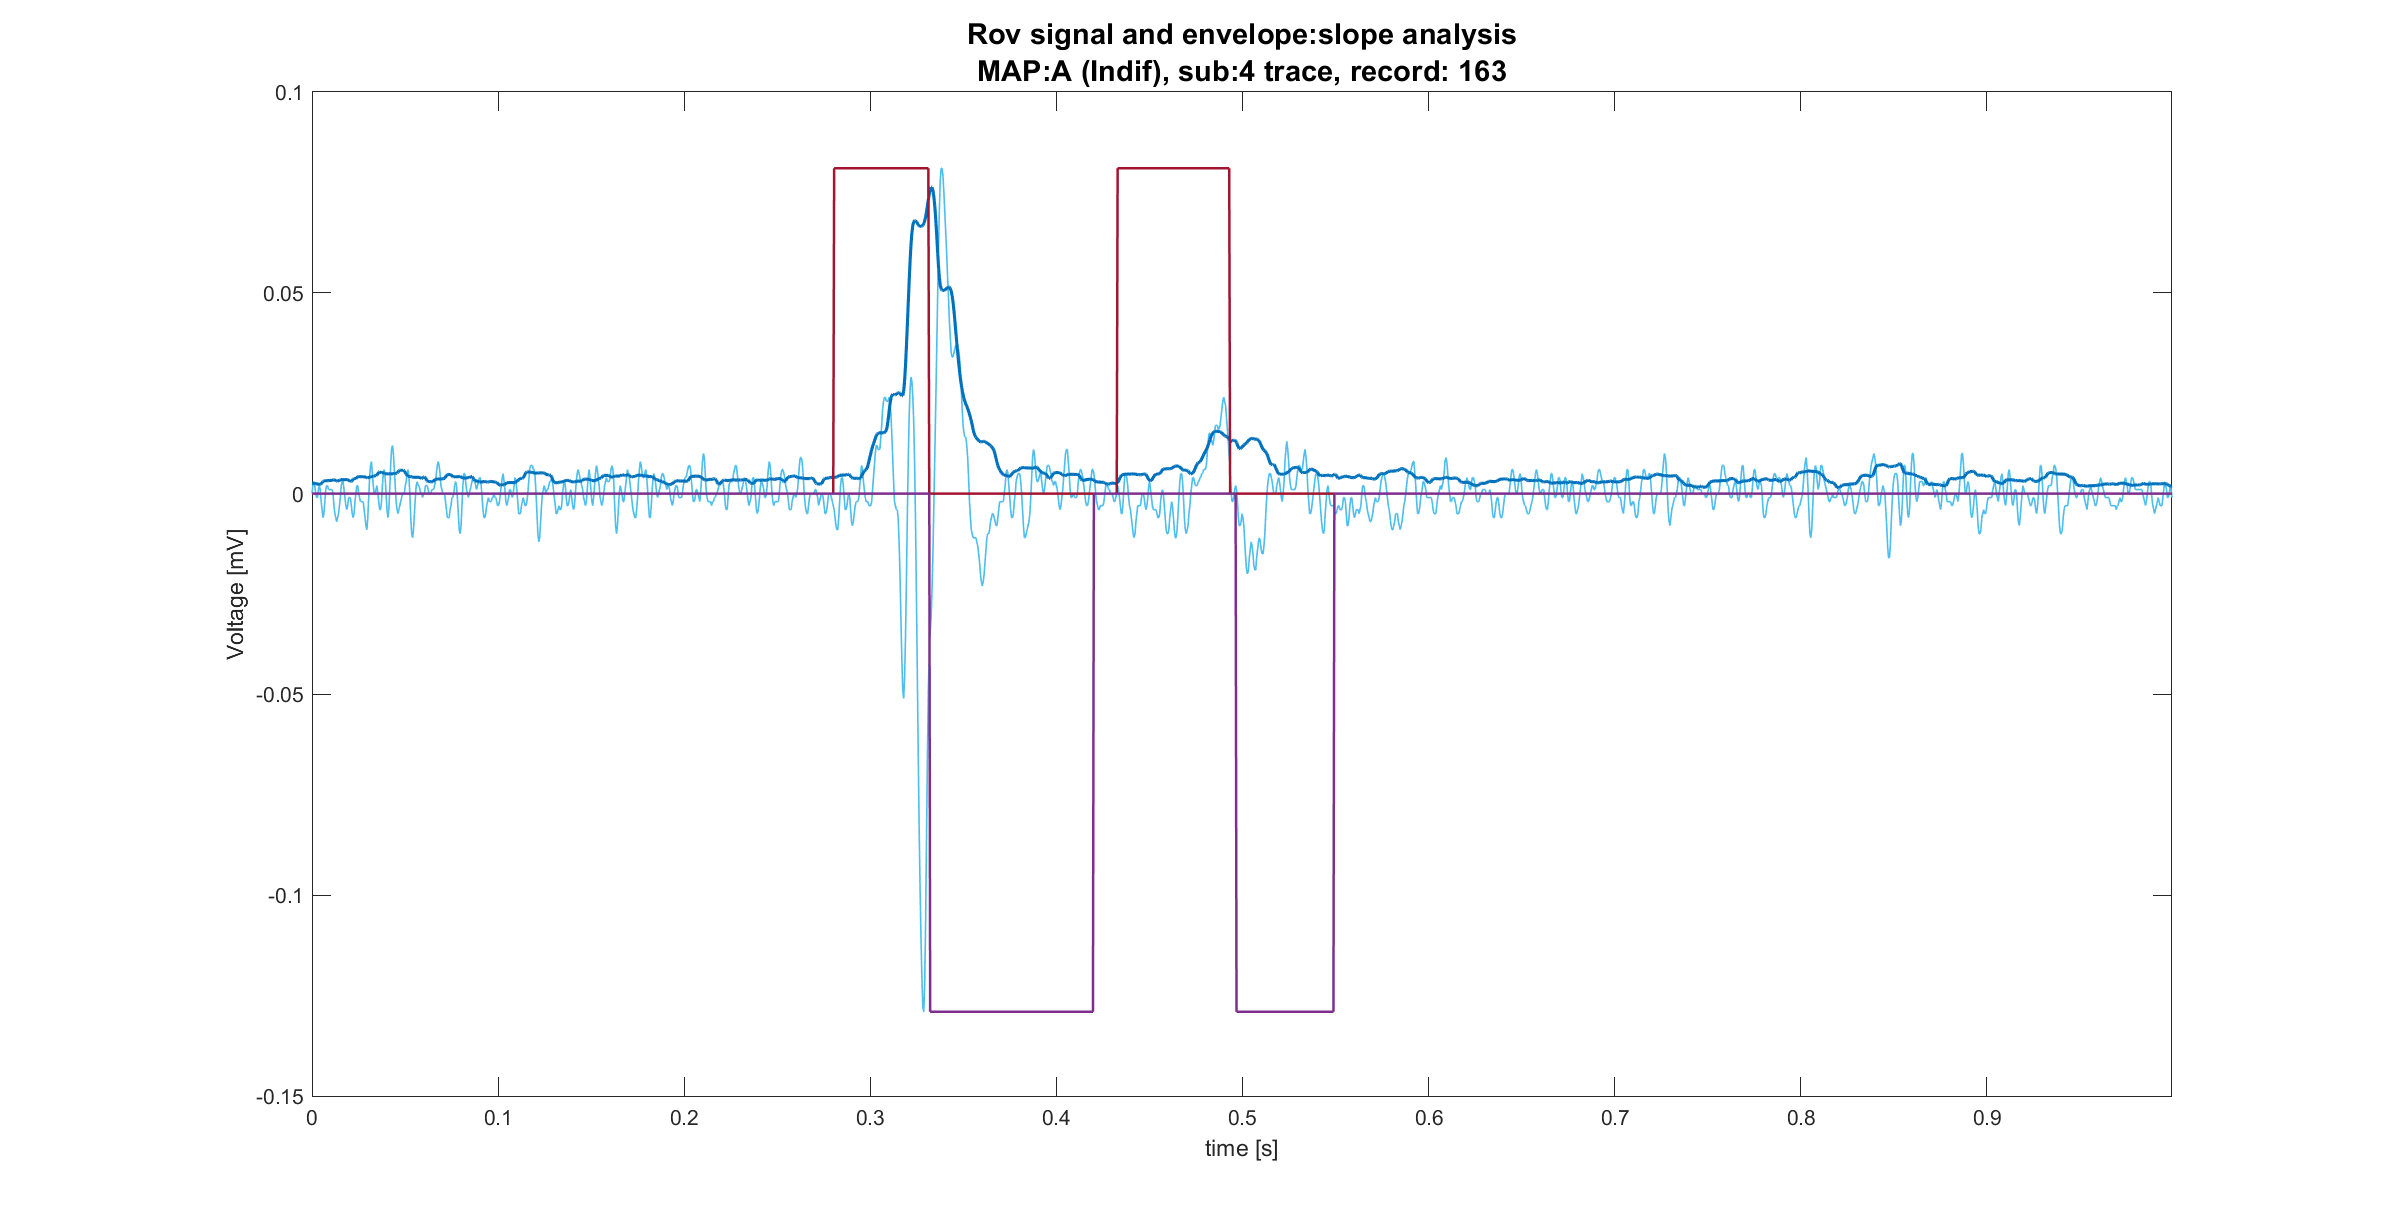 Rov signal and envelope:slope analysis
MAP:A (Indif), sub:4 trace, record: 163
0.1
0.05
0
-0.05
-0.1
-0.15
Voltage [mV]
0 0.1 0.2 0.3 0.4 0.5 0.6 0.7 0.8 0.9
time [s]